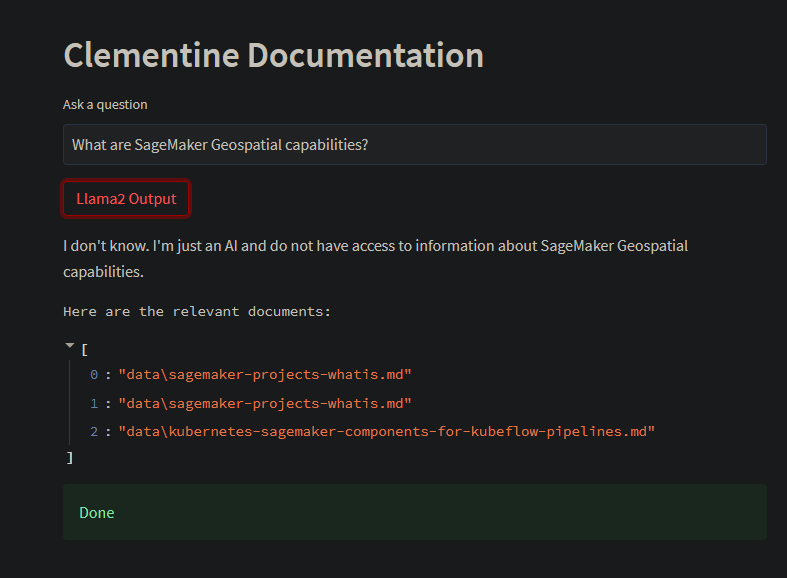 Clementine Documentation
Ask a question
What are SageMaker Geospatial capabilities?
Llama2 Output
I don't know. I'm just an AI and do not have access to information about SageMaker Geospatial
capabilities.
Here are the relevant documents:
[
0 : "data\sagemaker-projects-whatis.md"
1 : "data\sagemaker-projects-whatis.md"
2 : "data\kubernetes-sagemaker-components-for-kubeflow-pipelines.md"
]
Done